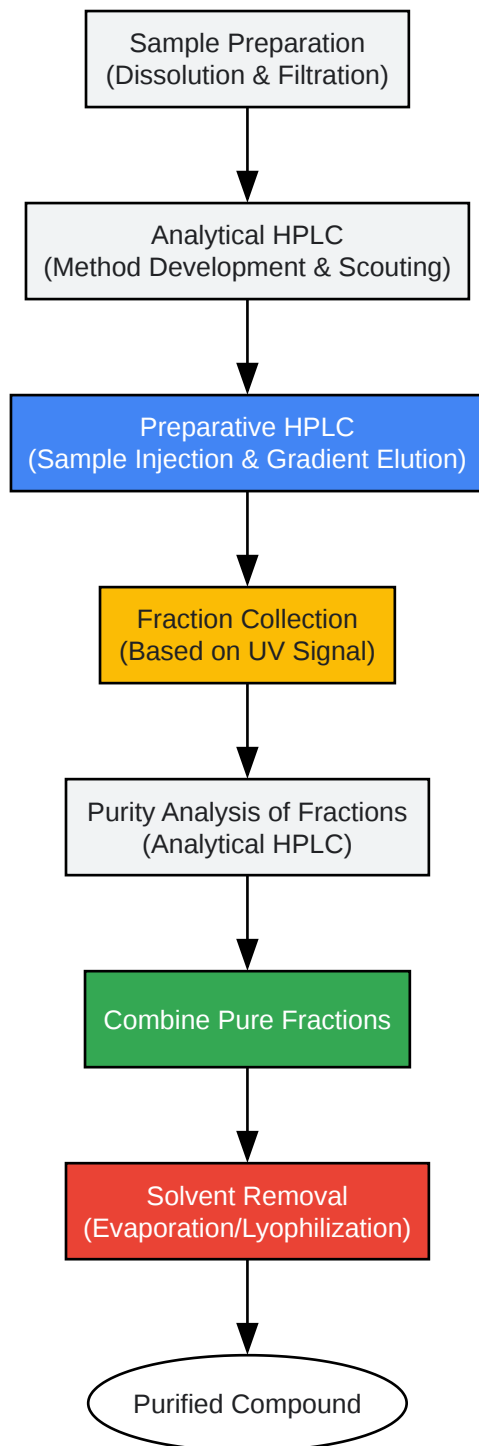 Sample Preparation
(Dissolution & Filtration)
Analytical HPLC
(Method Development & Scouting)
Preparative HPLC
(Sample Injection & Gradient Elution)
Fraction Collection
(Based on UV Signal)
Purity Analysis of Fractions
(Analytical HPLC)
Combine Pure Fractions
Solvent Removal
(Evaporation/Lyophilization)
Purified Compound